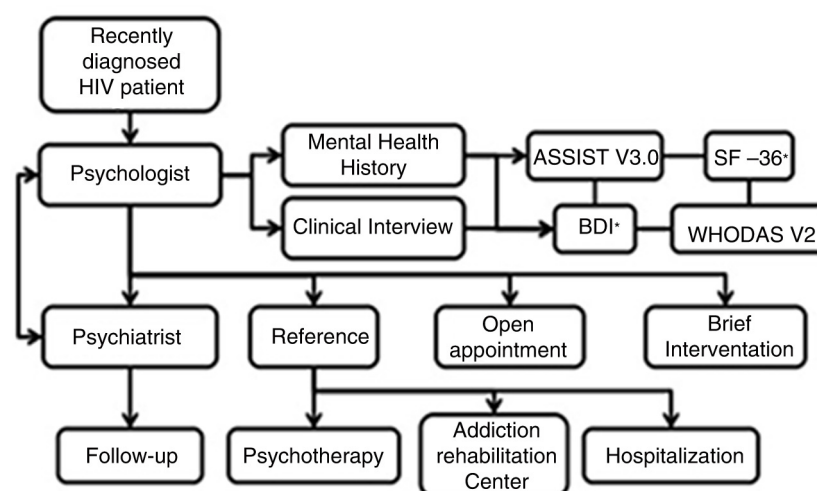 Recently
diagnosed
HIV patient
Psychologist
Mental Health
History
Clinical Interview
ASSIST V3.0
SF –36*
BDI*
WHODAS V2
Psychiatrist
Reference
Open
appointment
Brief
Interventation
Follow-up
Psychotherapy
Addiction
rehabilitation
Center
Hospitalization